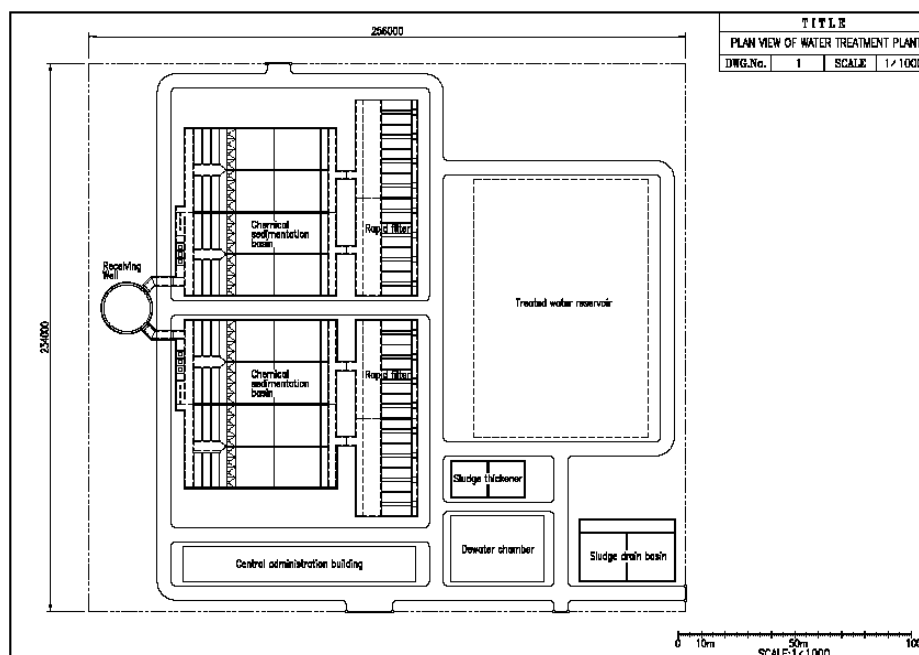 TITLE
PLAN VIEW OF WATER TREATMENT PLANT
DWG.No. 1 SCALE 1/1000
256000
234000
Chemical
sedimentation
basin
Rapid filter
Receiving
Well
Treated water reservoir
Chemical
sedimentation
basin
Rapid filter
Sludge thickener
Dewater chamber
Sludge drain basin
Central administration building
0 10m 50m 100
SCALE:1/1000